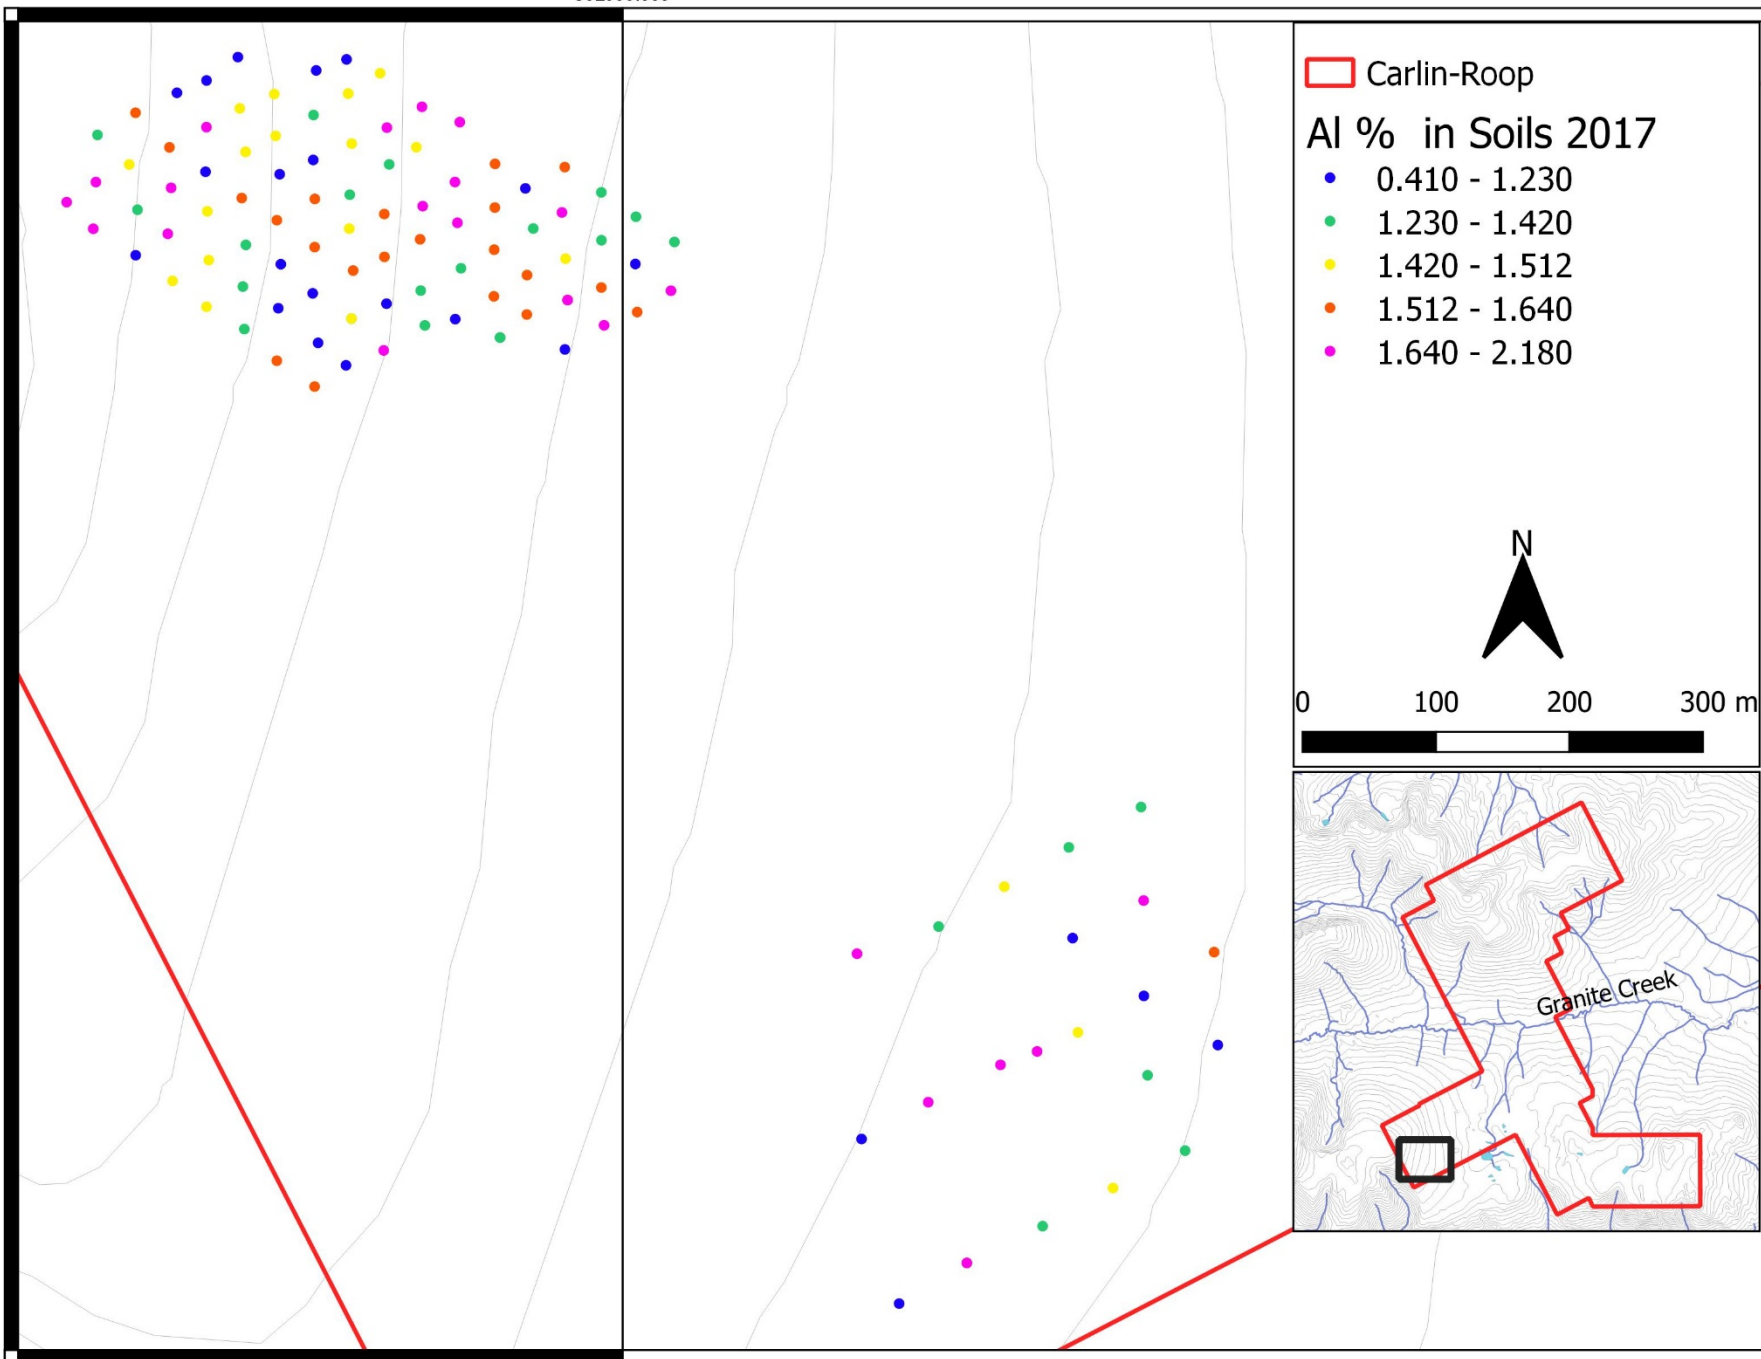 Carlin-Roop
Al % in Soils 2017
0.410 - 1.230
1.230 - 1.420
1.420 - 1.512
1.512 - 1.640
1.640 - 2.180
N
0 100 200 300 m
Granite Creek